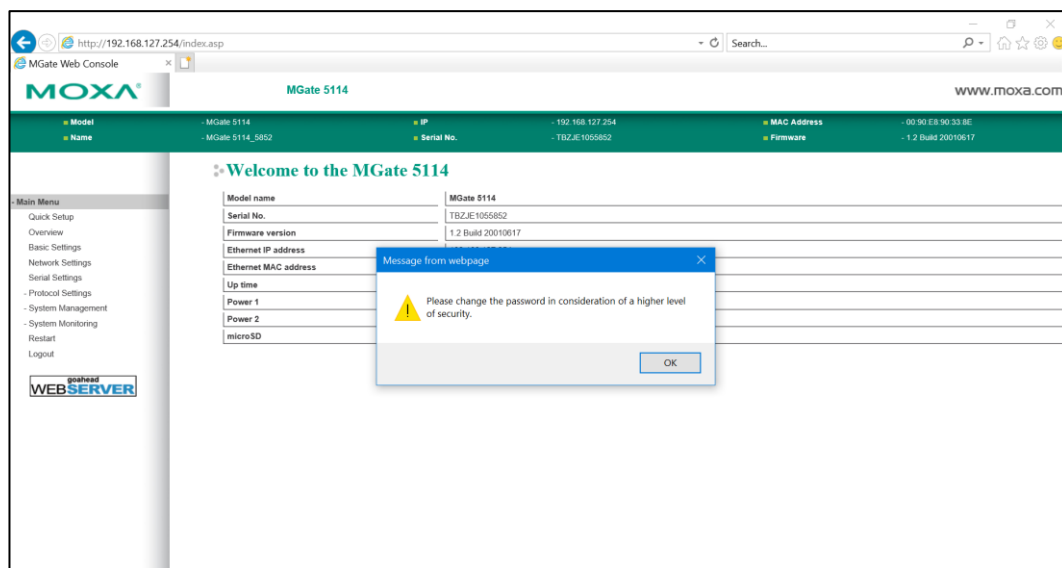 http://192.168.127.254/index.asp
Search...
MGate Web Console
MOXA®
MGate 5114
www.moxa.com
Model - MGate 5114 IP - 192.168.127.254 MAC Address - 00:90:E8:90:33:8E
Name - MGate 5114_5852 Serial No. - TBZJE1055852 Firmware - 1.2 Build 20010617
Welcome to the MGate 5114
- Main Menu
Quick Setup
Overview
Basic Settings
Network Settings
Serial Settings
- Protocol Settings
- System Management
- System Monitoring
Restart
Logout
goahead
WEBSERVER
Model name MGate 5114
Serial No. TBZJE1055852
Firmware version 1.2 Build 20010617
Ethernet IP address
Ethernet MAC address
Up time
Power 1
Power 2
microSD
Message from webpage
Please change the password in consideration of a higher level
of security.
OK